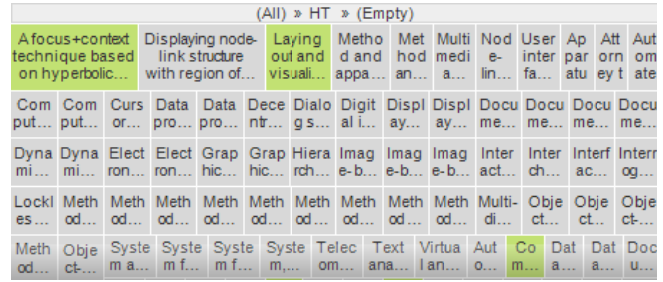 (All) » HT » (Empty)
A focus+context
technique based
on hyperbolic...
Displaying node-
link structure
with region of...
Laying
out and
visuali...
Metho
d and
appa...
Met
hod
an...
Multi
medi
a...
Nod
e-
lin...
User
inter
fa...
Ap
par
atu
Att
orn
ey t
Aut
om
ate
Com
put...
Com
put...
Curs
or...
Data
pro...
Data
pro...
Dece
ntr...
Dialo
g s...
Digit
al i...
Displ
ay...
Displ
ay...
Docu
me...
Docu
me...
Docu
me...
Docu
me...
Dyna
mi...
Dyna
mi...
Elect
ron...
Elect
ron...
Grap
hic...
Grap
hic...
Hiera
rch...
Imag
e-b...
Imag
e-b...
Imag
e-b...
Inter
act...
Inter
ch...
Interf
ac...
Interr
og...
Lockl
es...
Meth
od...
Meth
od...
Meth
od...
Meth
od...
Meth
od...
Meth
od...
Meth
od...
Meth
od...
Meth
od...
Multi-
di...
Obje
ct...
Obje
ct...
Obje
ct-...
Meth
od...
Obje
ct-...
Syste
m a...
Syste
m f...
Syste
m f...
Syste
m,...
Telec
om...
Text
ana...
Virtua
l an...
Aut
o...
Co
m...
Dat
a...
Dat
a...
Doc
u...